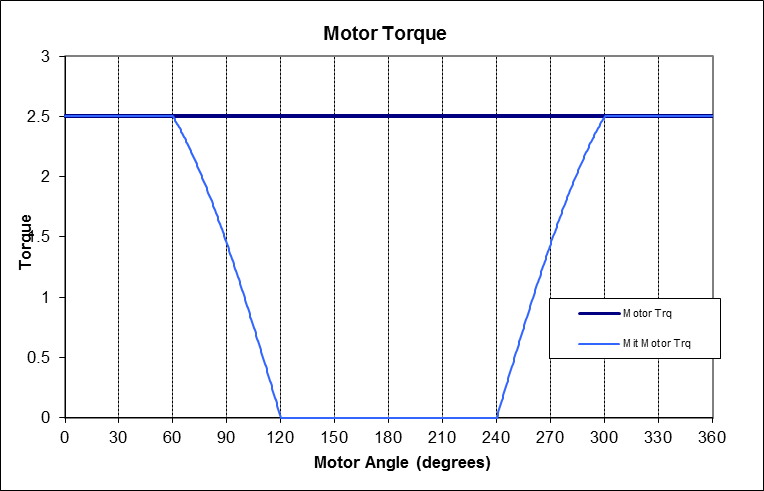 Motor Torque
3
2.5
2
1.5
1
0.5
0
Torque
0 30 60 90 120 150 180 210 240 270 300 330 360
Motor Angle (degrees)
Motor Trq
Mit Motor Trq